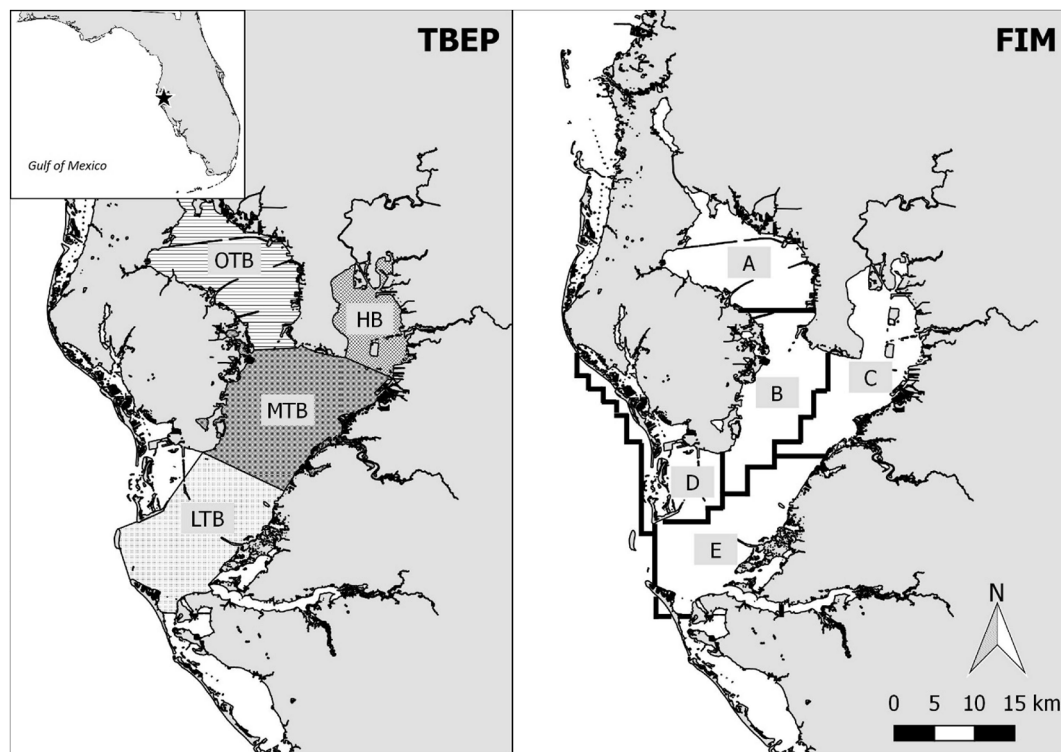 TBEP
Gulf of Mexico
OTB
HB
MTB
LTB
FIM
A
B
C
D
E
N
0 5 10 15 km